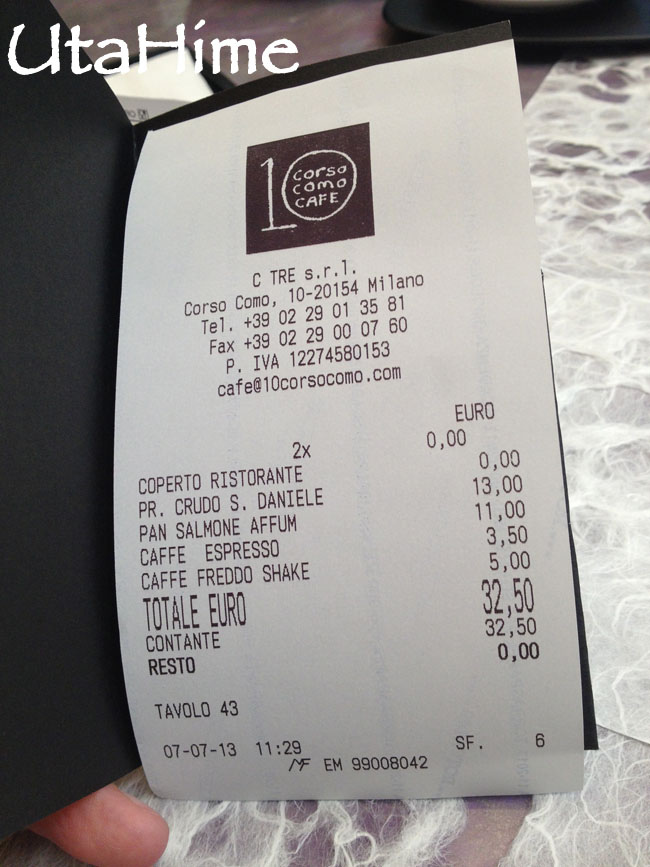 UtaHime
10
corso
como
CAFE
C TRE s.r.l.
Corso Como, 10-20154 Milano
Tel. +39 02 29 01 35 81
Fax +39 02 29 00 07 60
P. IVA 12274580153
cafe@10corsocomo.com
EURO
2x 0,00
COPERTO RISTORANTE 0,00
PR. CRUDO S. DANIELE 13,00
PAN SALMONE AFFUM 11,00
CAFFE ESPRESSO 3,50
CAFFE FREDDO SHAKE 5,00
TOTALE EURO 32,50
CONTANTE 32,50
RESTO 0,00
TAVOLO 43
07-07-13 11:29 SF. 6
MF EM 99008042